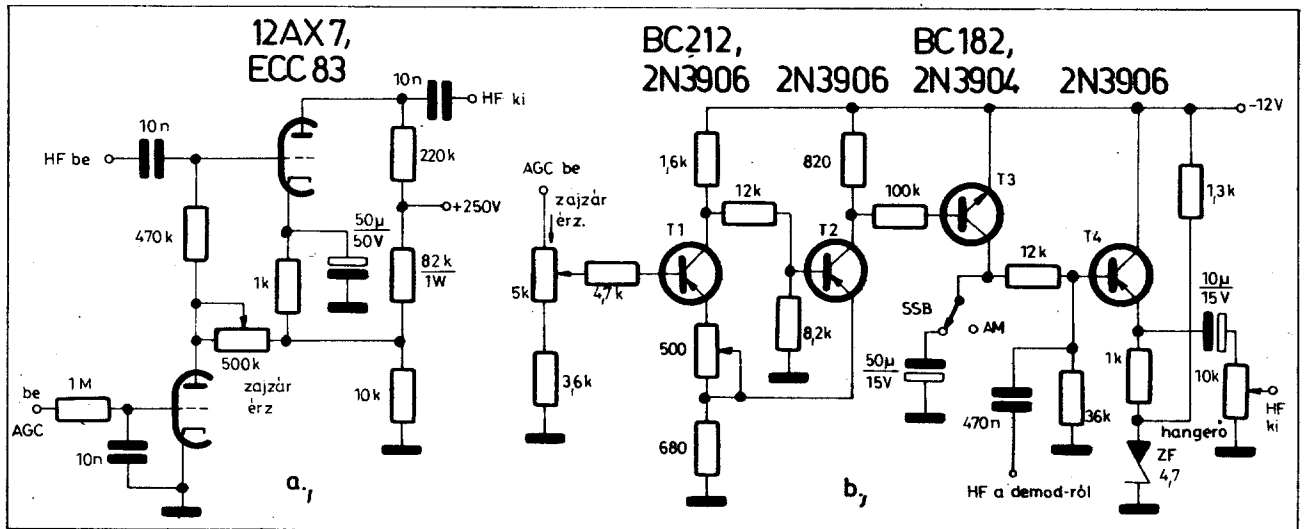 12AX7,
ECC 83
10n
HF ki
10n
HF be
220k
+250V
470k
50µ
50V
1k
82k
1W
500k
zajzár
érz
10k
be
1M
AGC
10n
a.,
BC212,
2N3906
2N3906
BC182,
2N3904
2N3906
-12V
1,6k
820
1,3k
AGC be
zajzár
érz.
12k
100k
T3
T1
T2
T4
5k
4,7k
12k
SSB
AM
10µ
15V
500
8,2k
50µ
15V
1k
10k
HF
ki
3,6k
470n
36k
hangerő
680
ZF
4,7
b.,
HF a demod-ról